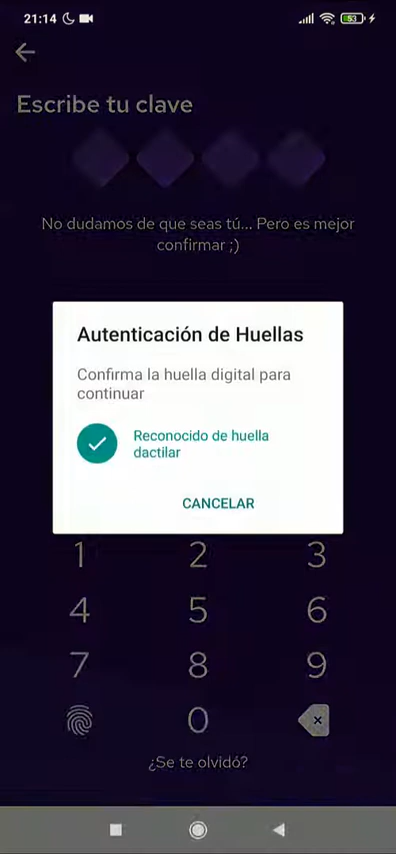 21:14
53
Escribe tu clave
No dudamos de que seas tú... Pero es mejor
confirmar ;)
Autenticación de Huellas
Confirma la huella digital para
continuar
Reconocido de huella
dactilar
CANCELAR
1 2 3
4 5 6
7 8 9
0
¿Se te olvidó?